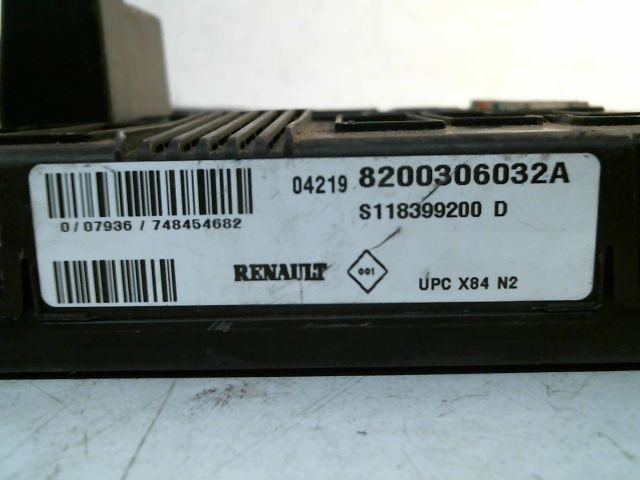 04219 8200306032A
S118399200 D
0/07936/748454682
RENAULT 001 UPC X84 N2